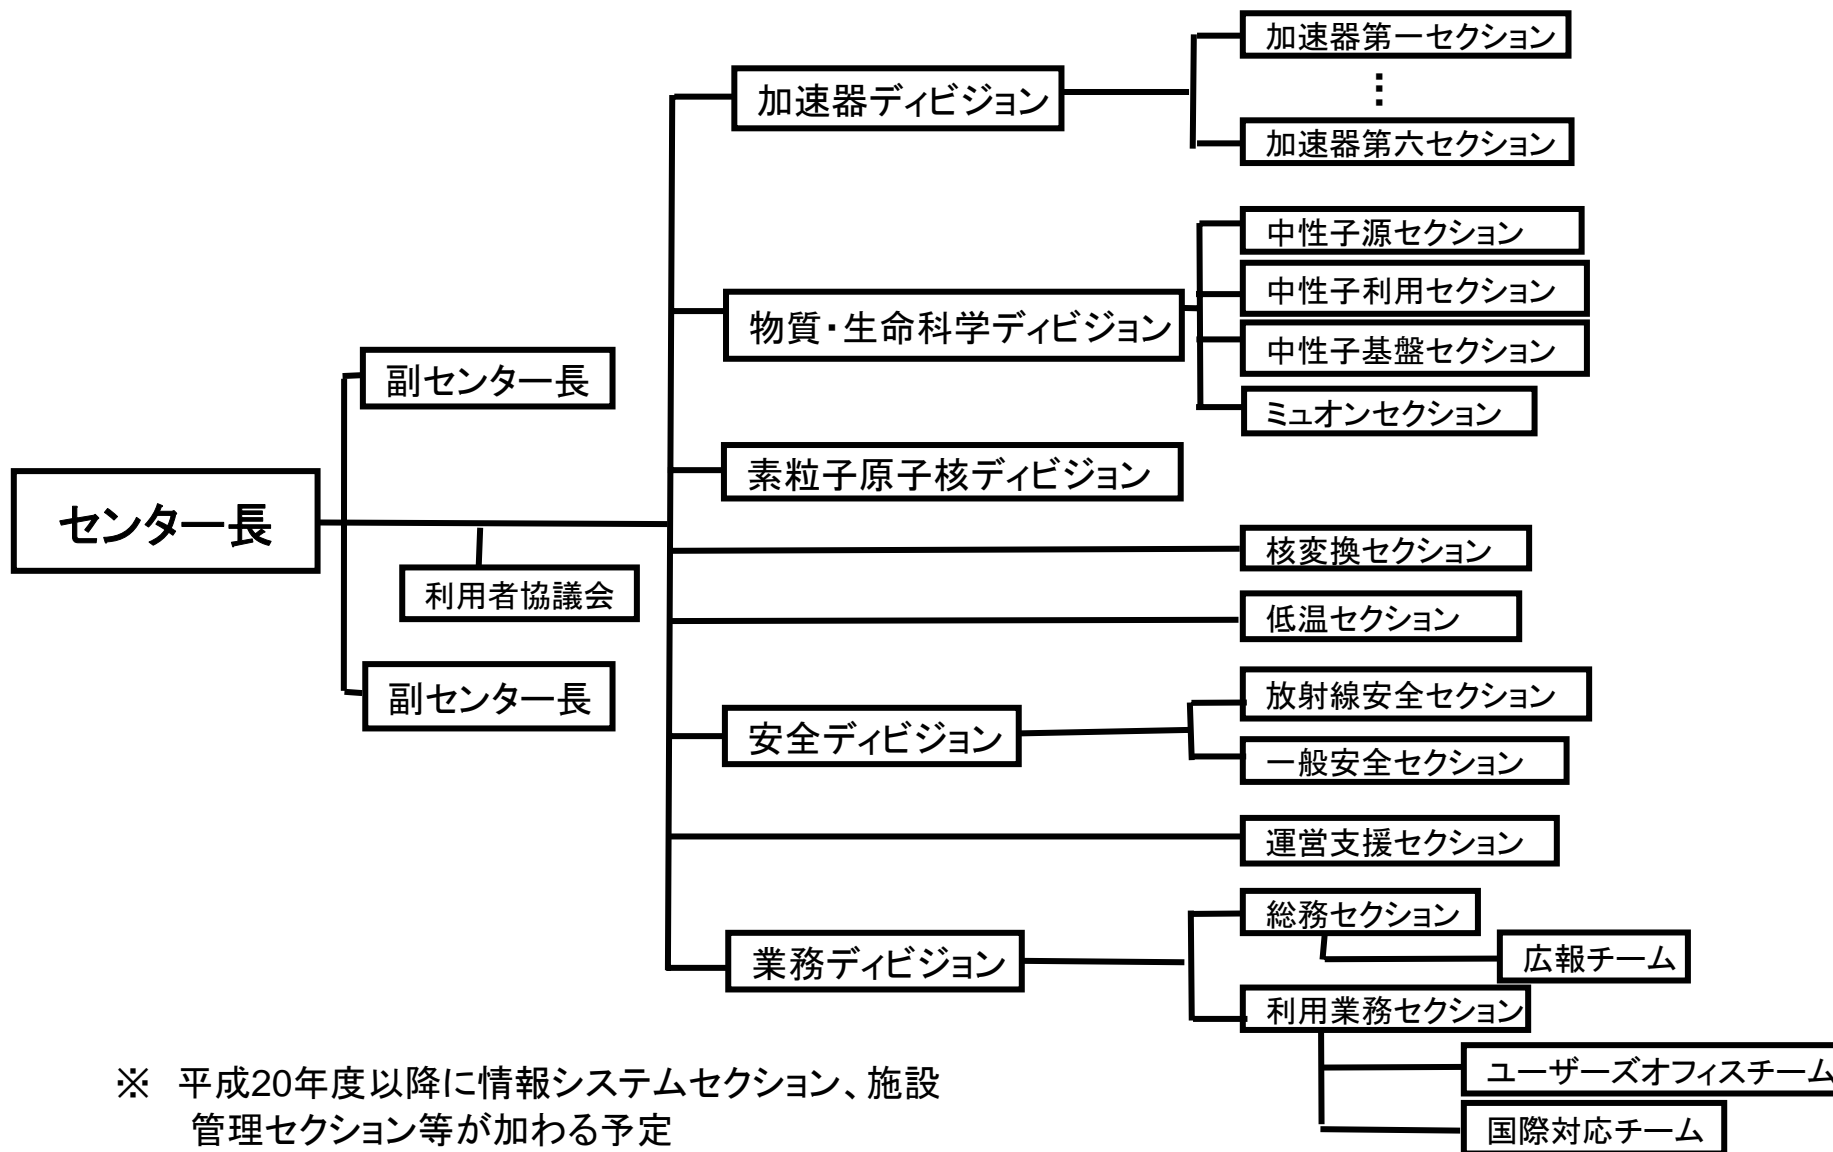 加速器第一セクション
⋮
加速器ディビジョン
加速器第六セクション
中性子源セクション
中性子利用セクション
物質・生命科学ディビジョン
中性子基盤セクション
副センター長
ミュオンセクション
素粒子原子核ディビジョン
センター長
核変換セクション
利用者協議会
低温セクション
副センター長
放射線安全セクション
安全ディビジョン
一般安全セクション
運営支援セクション
総務セクション
業務ディビジョン
広報チーム
利用業務セクション
ユーザーズオフィスチーム
国際対応チーム
※ 平成20年度以降に情報システムセクション、施設
管理セクション等が加わる予定